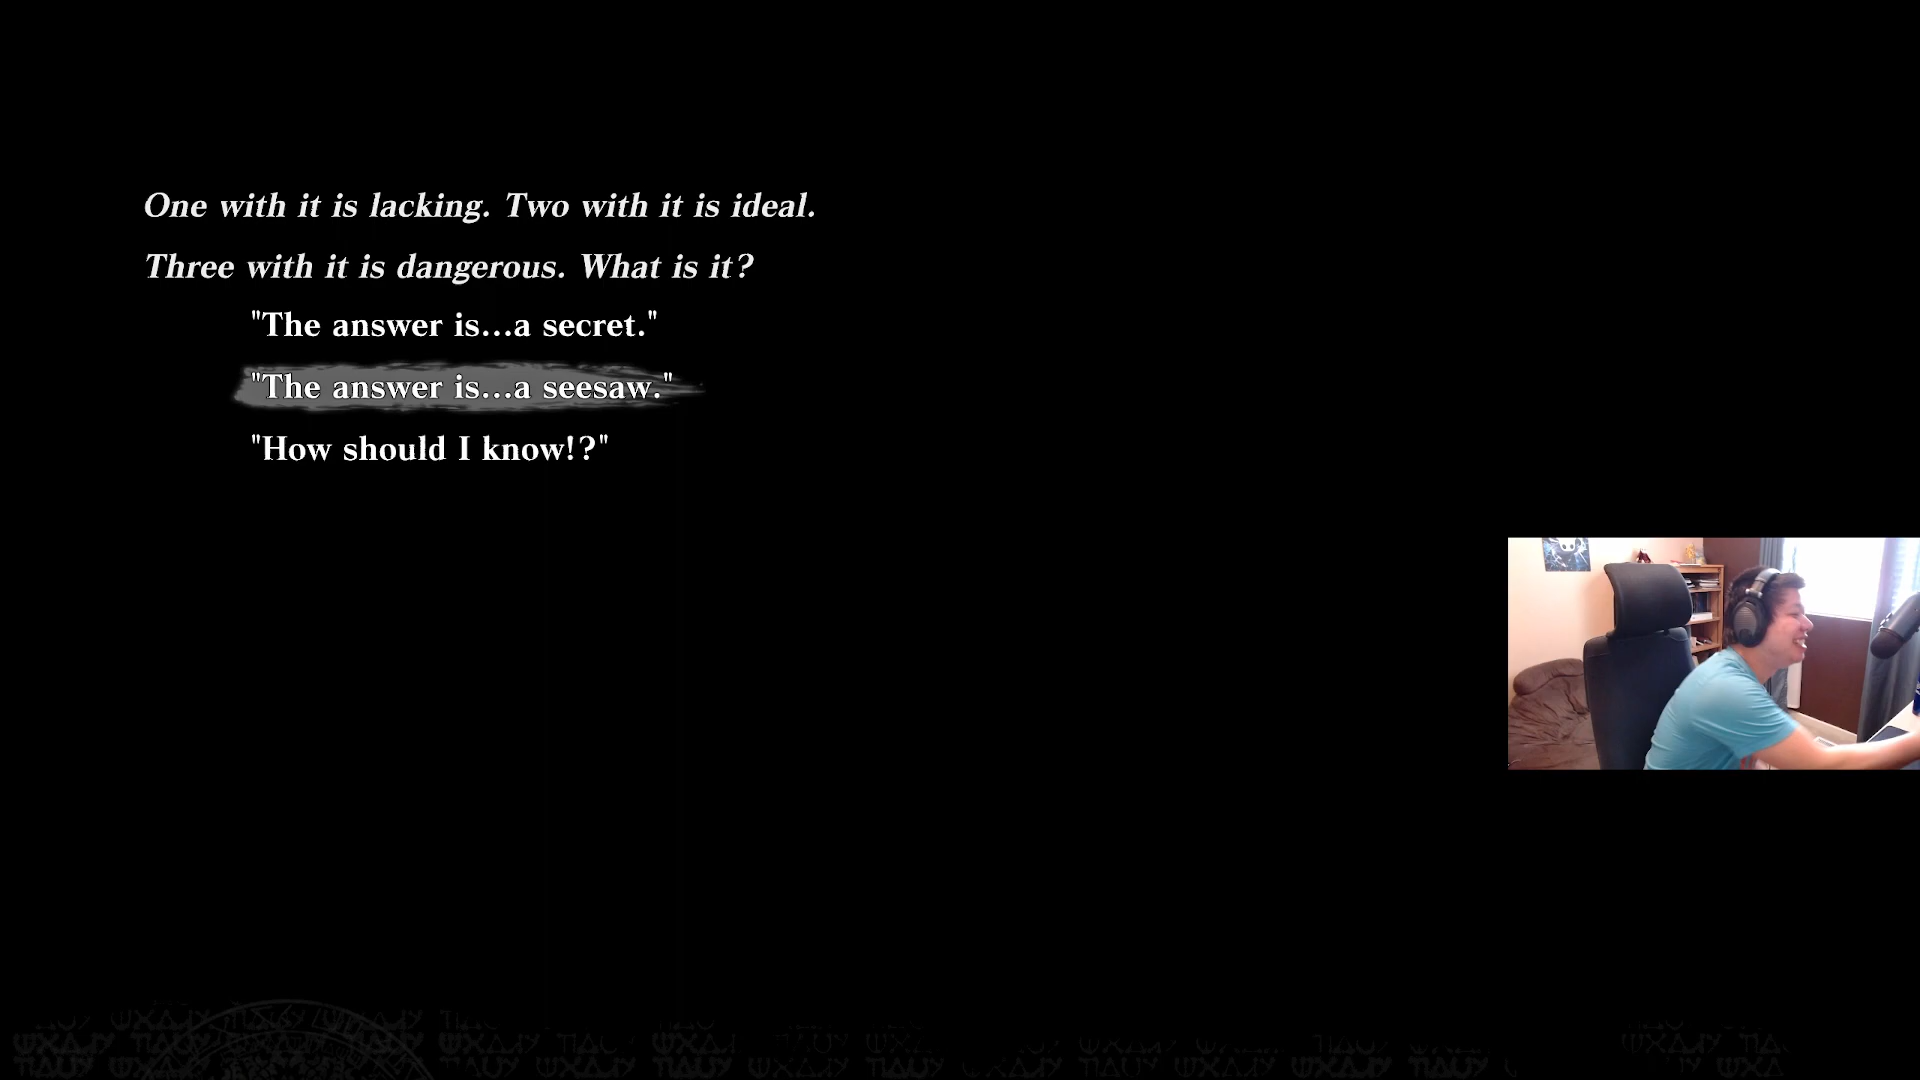 One with it is lacking. Two with it is ideal.
Three with it is dangerous. What is it?
"The answer is...a secret."
"The answer is...a seesaw."
"How should I know!?"